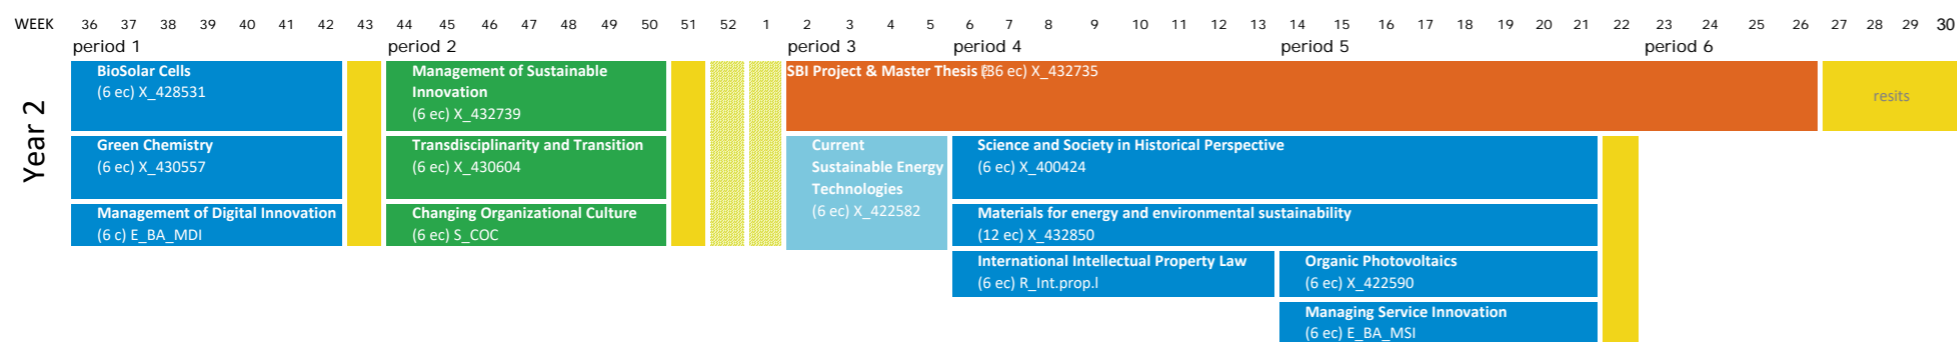 WEEK 36 37 38 39 40 41 42 43 44 45 46 47 48 49 50 51 52 1 2 3 4 5 6 7 8 9 10 11 12 13 14 15 16 17 18 19 20 21 22 23 24 25 26 27 28 29 30
period 1 period 2 period 3 period 4 period 5 period 6
Year 2
BioSolar Cells
(6 ec) X_428531
Management of Sustainable
Innovation
(6 ec) X_432739
SBI Project & Master Thesis (36 ec) X_432735
resits
Green Chemistry
(6 ec) X_430557
Transdisciplinarity and Transition
(6 ec) X_430604
Current
Sustainable Energy
Technologies
(6 ec) X_422582
Science and Society in Historical Perspective
(6 ec) X_400424
Management of Digital Innovation
(6 c) E_BA_MDI
Changing Organizational Culture
(6 ec) S_COC
Materials for energy and environmental sustainability
(12 ec) X_432850
International Intellectual Property Law
(6 ec) R_Int.prop.l
Organic Photovoltaics
(6 ec) X_422590
Managing Service Innovation
(6 ec) E_BA_MSI